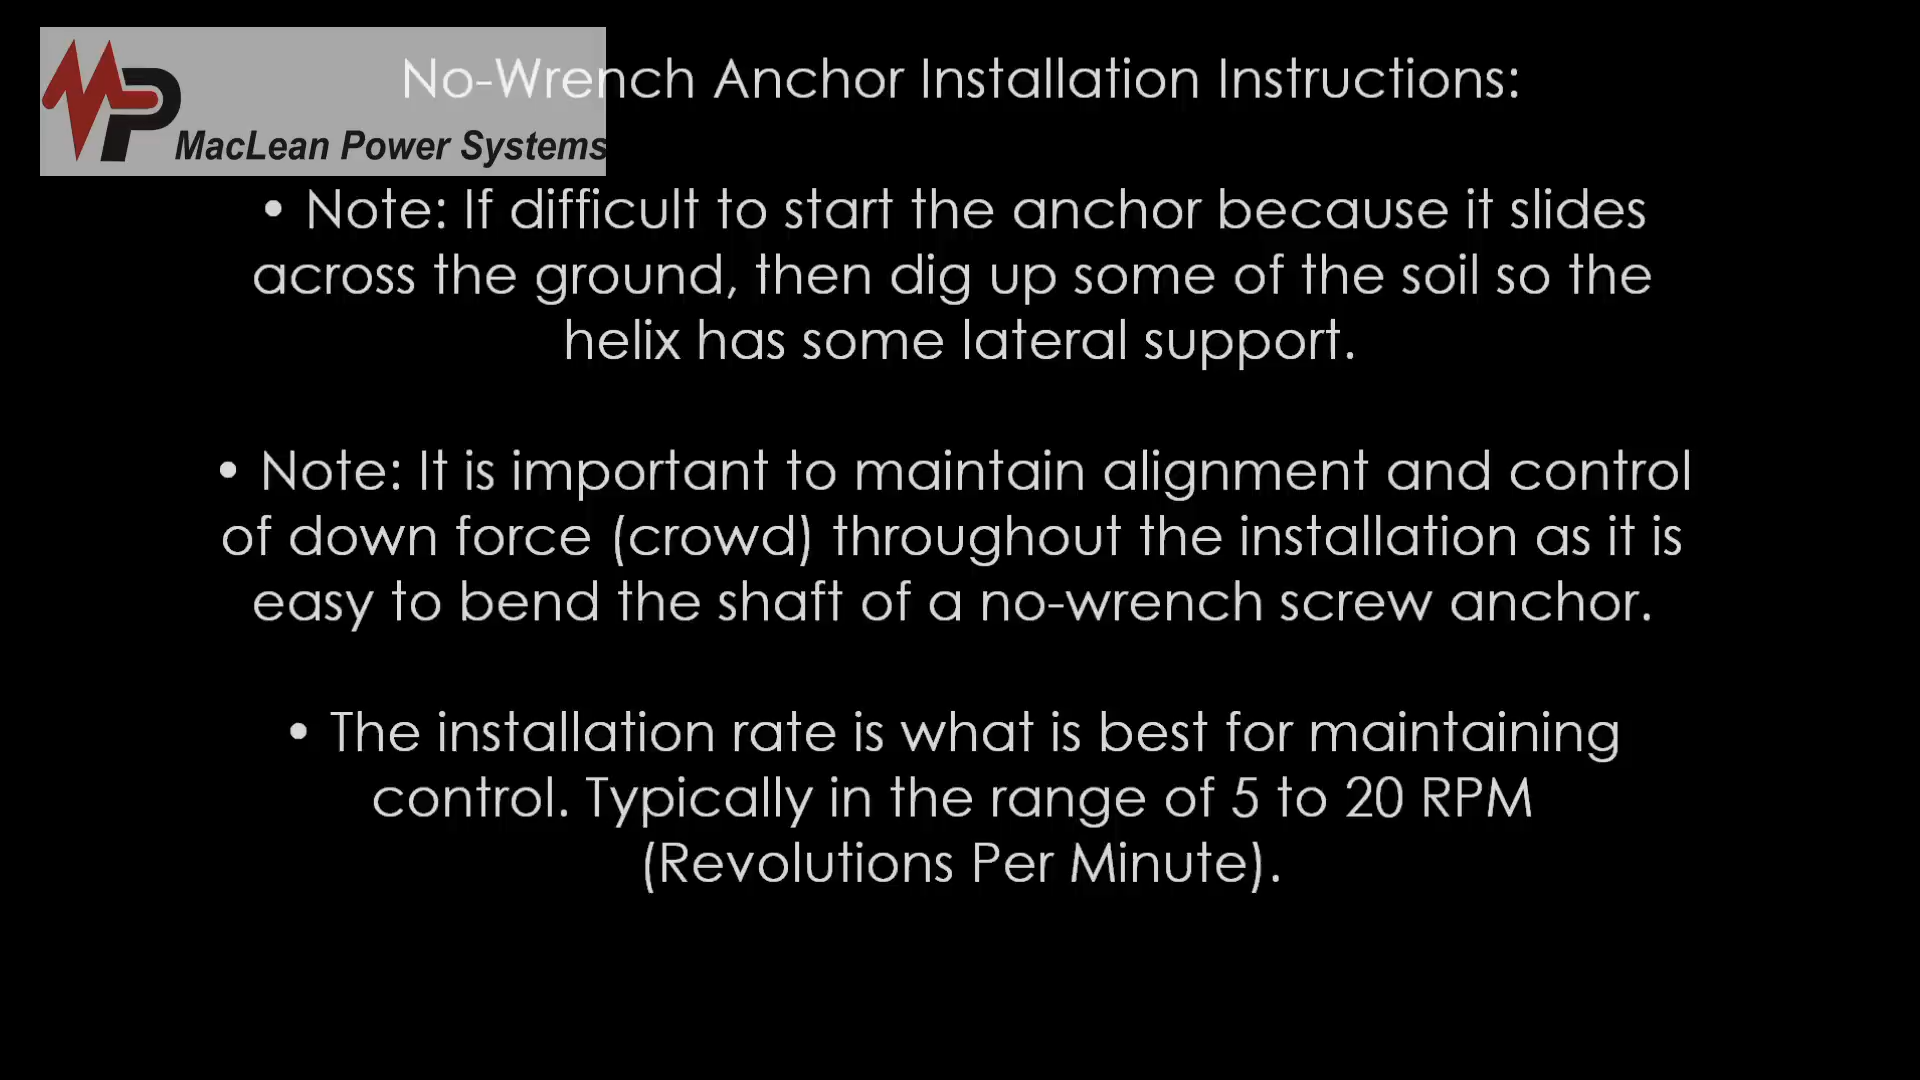 No-Wrench Anchor Installation Instructions:
MacLean Power Systems
• Note: If difficult to start the anchor because it slides
across the ground, then dig up some of the soil so the
helix has some lateral support.
• Note: It is important to maintain alignment and control
of down force (crowd) throughout the installation as it is
easy to bend the shaft of a no-wrench screw anchor.
• The installation rate is what is best for maintaining
control. Typically in the range of 5 to 20 RPM
(Revolutions Per Minute).